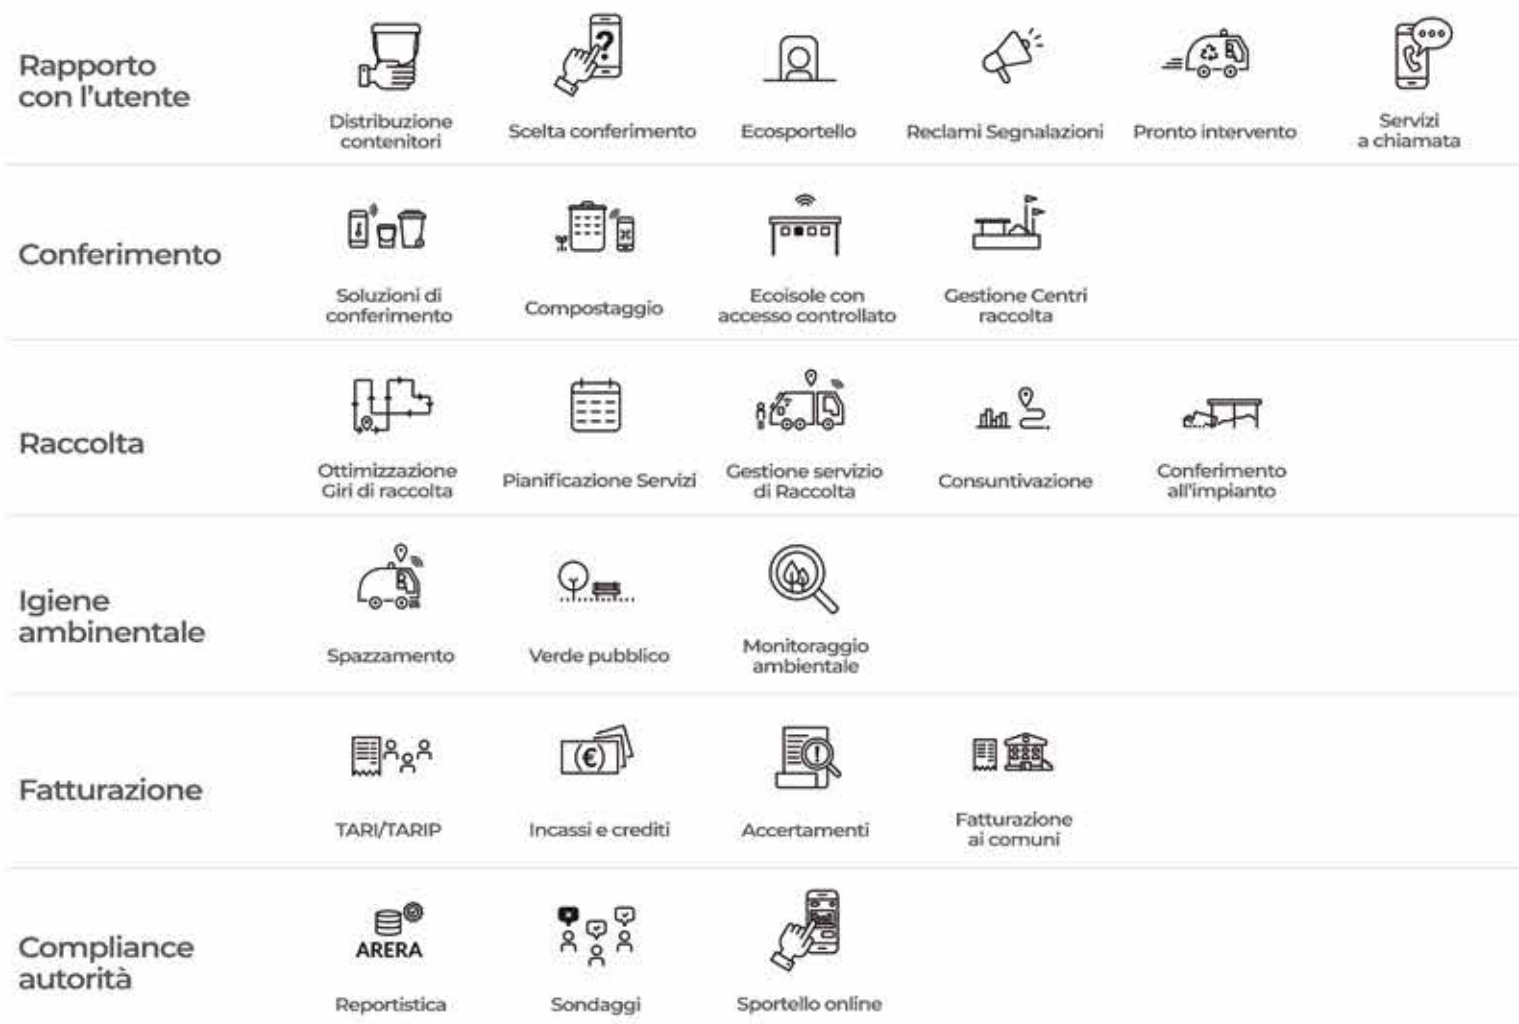 Rapporto
con l'utente
Distribuzione
contenitori
Scelta conferimento
Ecosportello
Reclami Segnalazioni
Pronto intervento
Servizi
a chiamata
Conferimento
Soluzioni di
conferimento
Compostaggio
Ecoisole con
accesso controllato
Gestione Centri
raccolta
Raccolta
Ottimizzazione
Giri di raccolta
Pianificazione Servizi
Gestione servizio
di Raccolta
Consuntivazione
Conferimento
all'impianto
Igiene
ambinentale
Spazzamento
Verde pubblico
Monitoraggio
ambientale
Fatturazione
TARI/TARIP
Incassi e crediti
Accertamenti
Fatturazione
ai comuni
Compliance
autorità
ARERA
Reportistica
Sondaggi
Sportello online